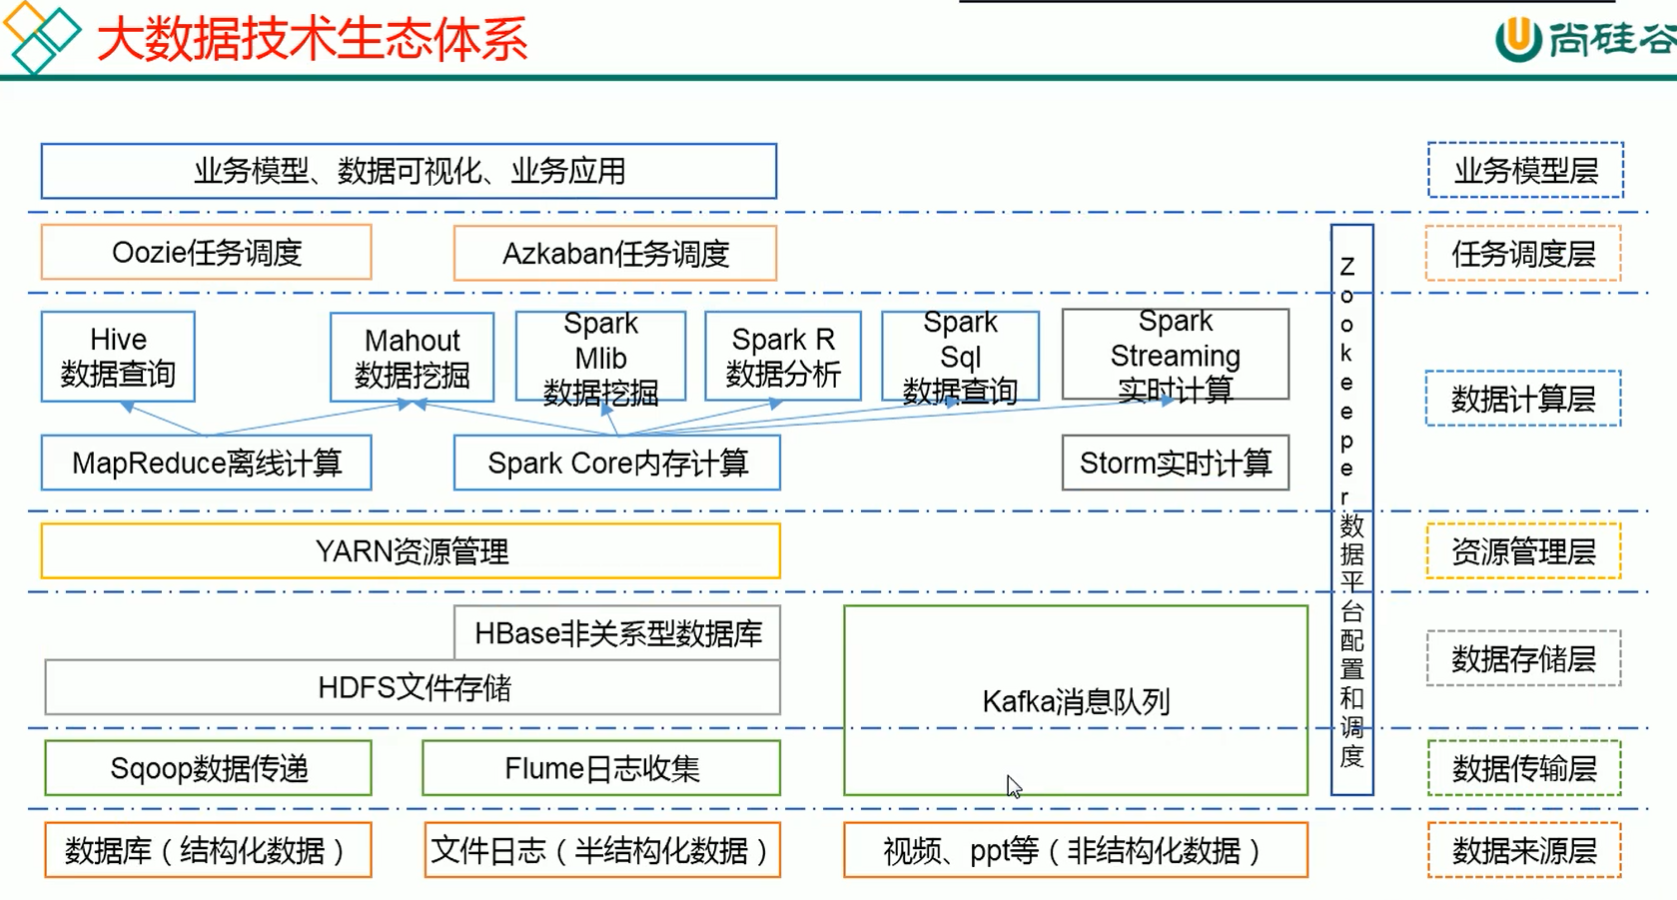 大数据技术生态体系
尚硅谷
业务模型、数据可视化、业务应用
业务模型层
Oozie任务调度
Azkaban任务调度
任务调度层
Hive
数据查询
Mahout
数据挖掘
Spark
Mlib
数据挖掘
Spark R
数据分析
Spark
Sql
数据查询
Spark
Streaming
实时计算
数据计算层
MapReduce离线计算
Spark Core内存计算
Storm实时计算
Zookeeper数据平台配置和调度
YARN资源管理
资源管理层
HBase非关系型数据库
HDFS文件存储
Kafka消息队列
数据存储层
Sqoop数据传递
Flume日志收集
数据传输层
数据库（结构化数据）
文件日志（半结构化数据）
视频、ppt等（非结构化数据）
数据来源层